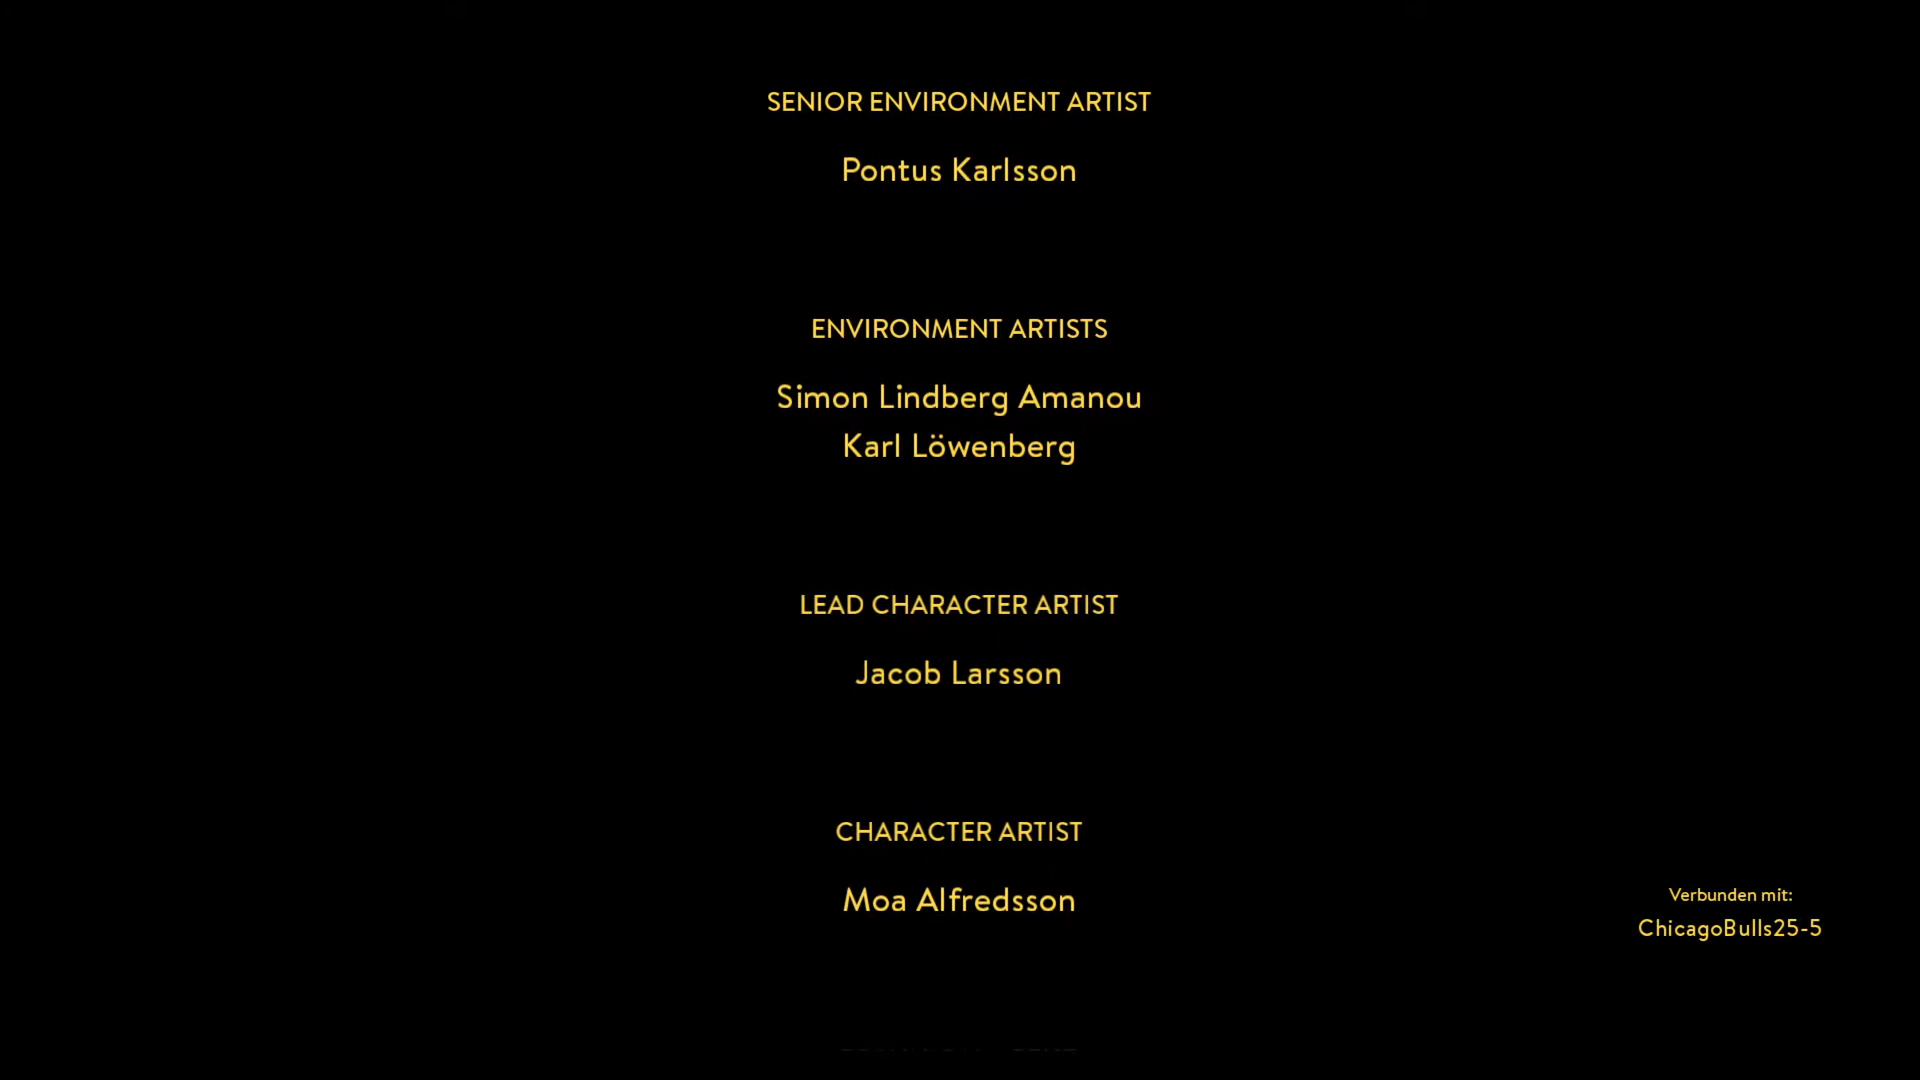 SENIOR ENVIRONMENT ARTIST
Pontus Karlsson
ENVIRONMENT ARTISTS
Simon Lindberg Amanou
Karl Löwenberg
LEAD CHARACTER ARTIST
Jacob Larsson
CHARACTER ARTIST
Moa Alfredsson
Verbunden mit:
ChicagoBulls25-5